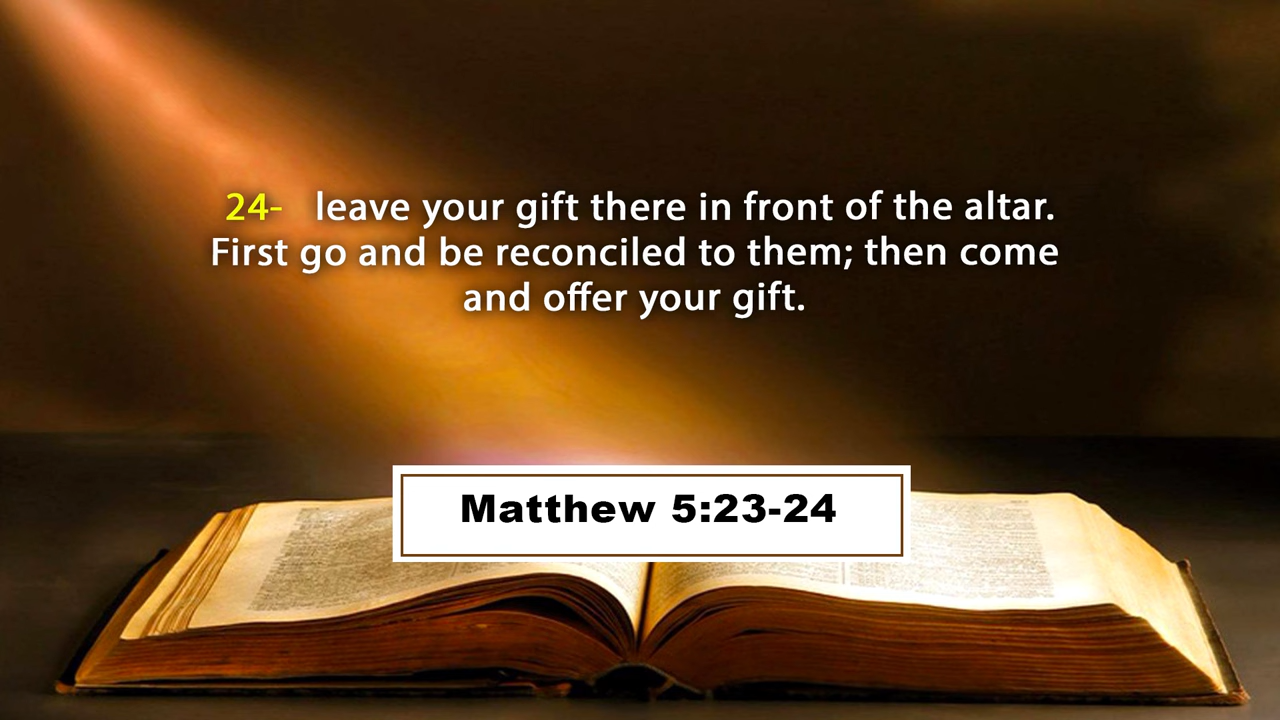 24- leave your gift there in front of the altar.
First go and be reconciled to them; then come
and offer your gift.
Matthew 5:23-24